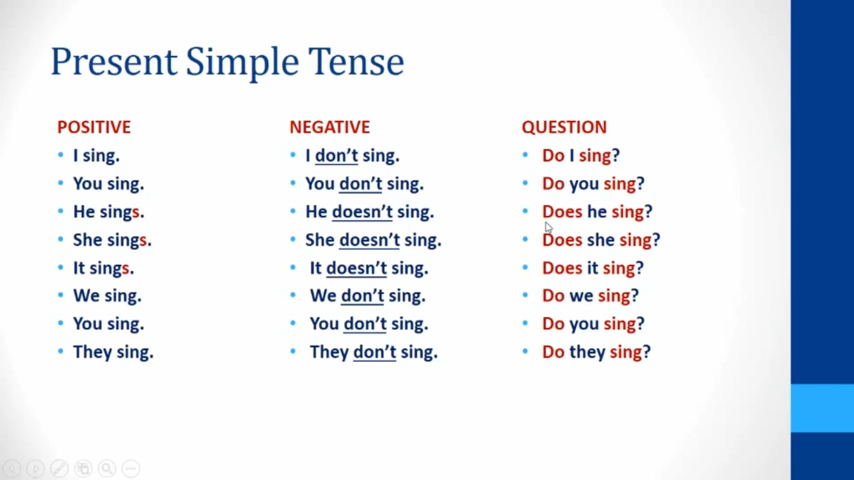 Present Simple Tense
POSITIVE
I sing.
You sing.
He sings.
She sings.
It sings.
We sing.
You sing.
They sing.
NEGATIVE
I don't sing.
You don't sing.
He doesn't sing.
She doesn't sing.
It doesn't sing.
We don't sing.
You don't sing.
They don't sing.
QUESTION
Do I sing?
Do you sing?
Does he sing?
Does she sing?
Does it sing?
Do we sing?
Do you sing?
Do they sing?